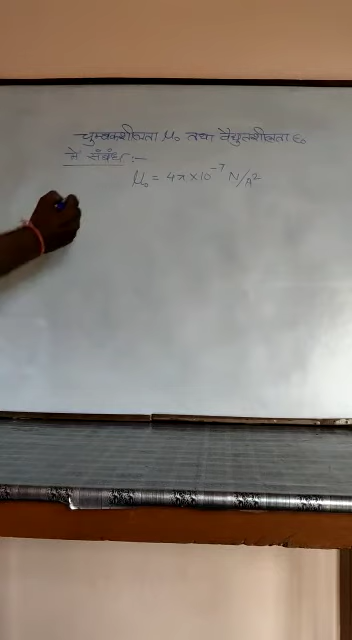 चुम्बकशीलता μ₀ तथा वैद्युतशीलता ε₀
में संबंध :-
μ₀ = 4π×10⁻⁷ N/A²